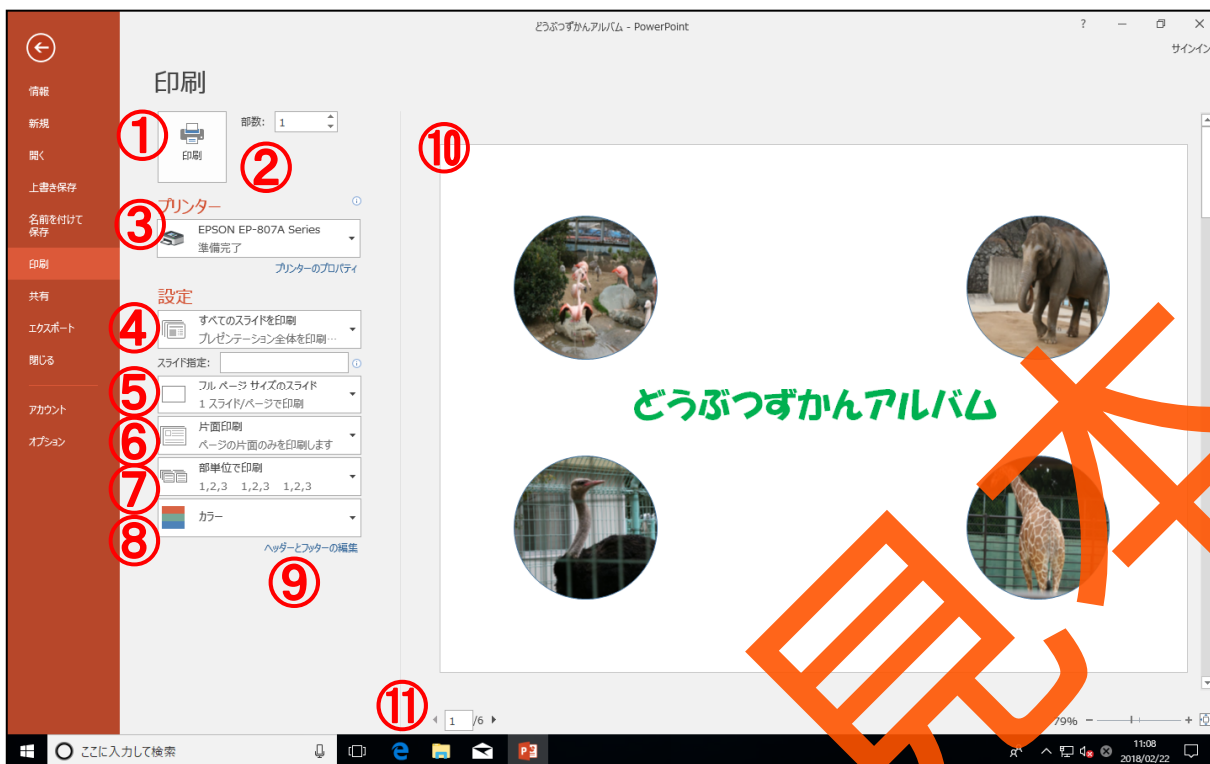 どうぶつずかんアルバム - PowerPoint
?
サインイン
情報
新規
開く
上書き保存
名前を付けて
保存
印刷
共有
エクスポート
閉じる
アカウント
オプション
印刷
①
印刷
部数: 1
②
プリンター
③
EPSON EP-807A Series
準備完了
プリンターのプロパティ
設定
④
すべてのスライドを印刷
プレゼンテーション全体を印刷…
スライド指定:
⑤
フル ページ サイズのスライド
1 スライド/ページで印刷
⑥
片面印刷
ページの片面のみを印刷します
⑦
部単位で印刷
1,2,3 1,2,3 1,2,3
⑧
カラー
ヘッダーとフッターの編集
⑨
⑩
どうぶつずかんアルバム
⑪
1 /6
79%
ここに入力して検索
11:08
2018/02/22